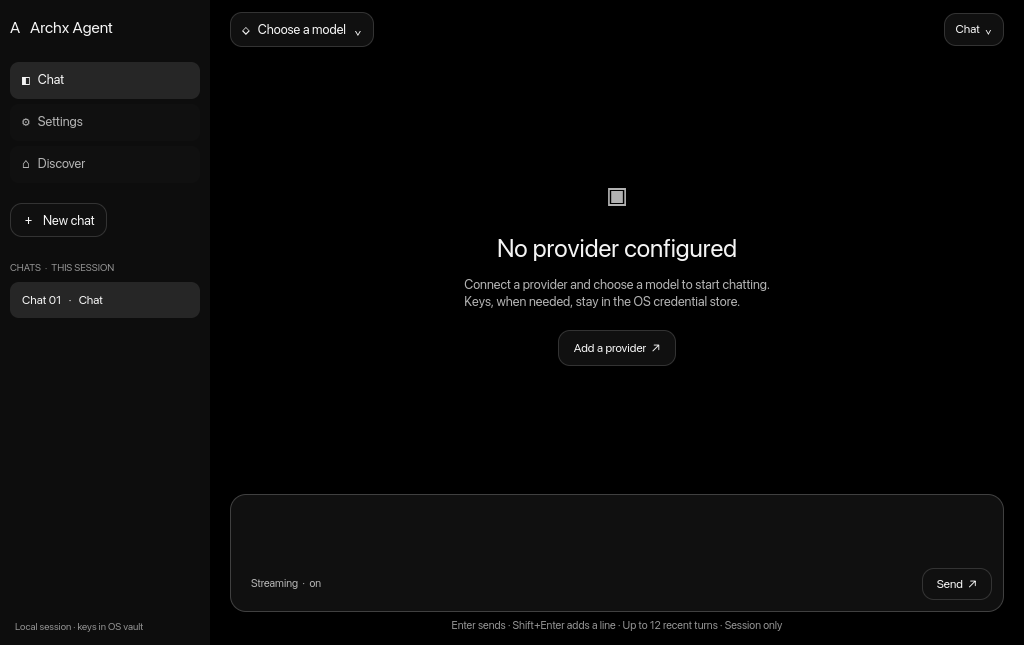 A Archx Agent
Chat
Settings
Discover
+ New chat
CHATS · THIS SESSION
Chat 01 · Chat
Local session · keys in OS vault
Choose a model
Chat
No provider configured
Connect a provider and choose a model to start chatting.
Keys, when needed, stay in the OS credential store.
Add a provider ↗
Streaming · on
Send ↗
Enter sends · Shift+Enter adds a line · Up to 12 recent turns · Session only